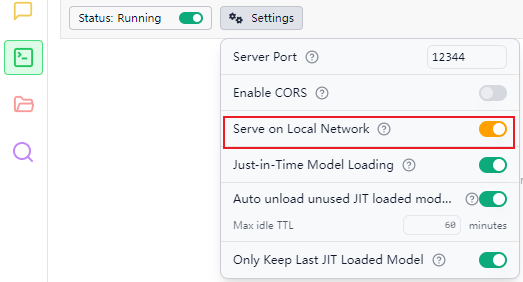 Status: Running
Settings
Server Port
12344
Enable CORS
Serve on Local Network
Just-in-Time Model Loading
Auto unload unused JIT loaded mod...
Max idle TTL
60 minutes
Only Keep Last JIT Loaded Model